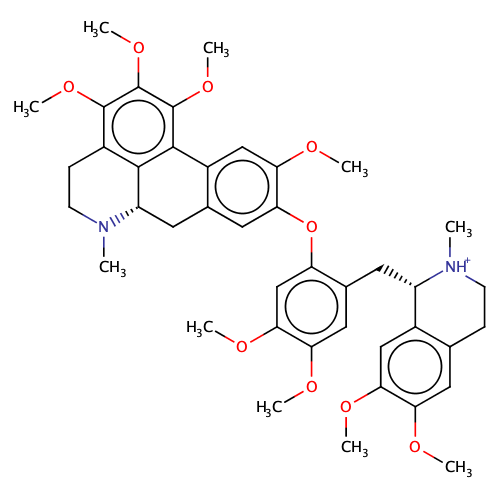 H₃C O CH₃
H₃C O O
O
O CH₃
N O CH₃
CH₃ NH⁺
H₃C O
O O
H₃C CH₃ O CH₃